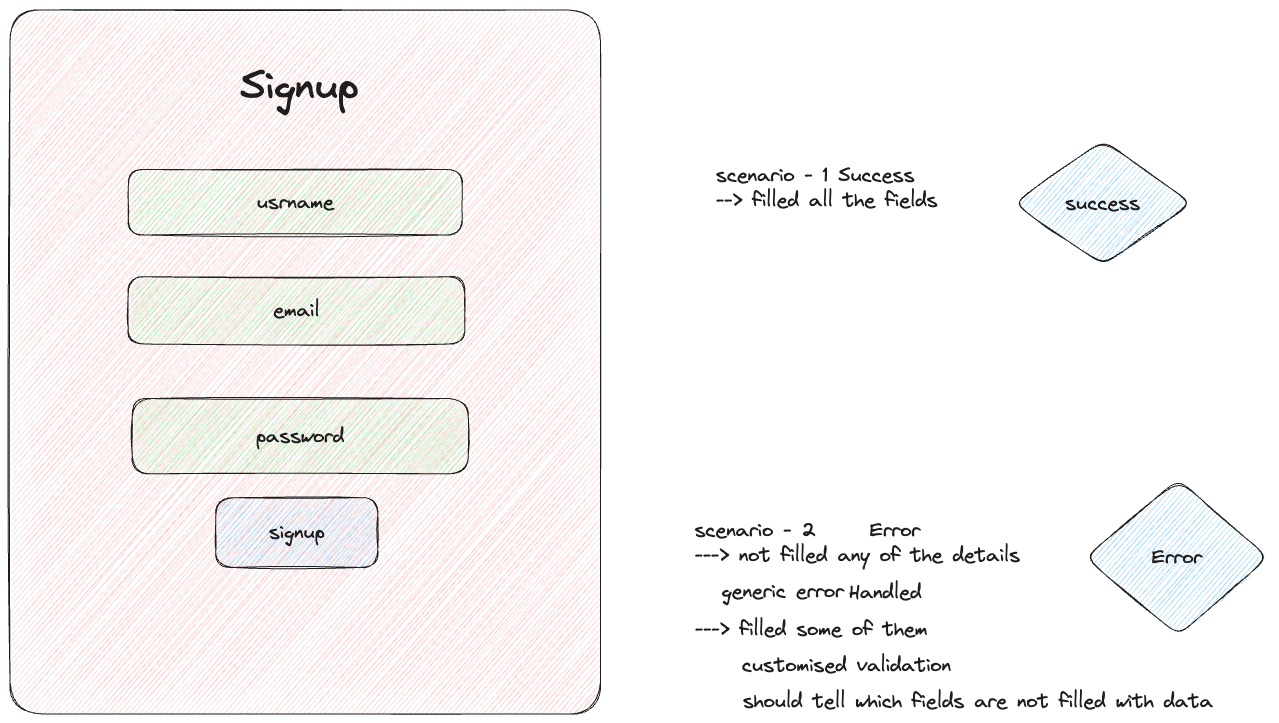 Signup
usrname
email
password
signup
scenario - 1 Success
--> filled all the fields
success
scenario - 2 Error
---> not filled any of the details
generic error Handled
---> filled some of them
customised validation
should tell which fields are not filled with data
Error